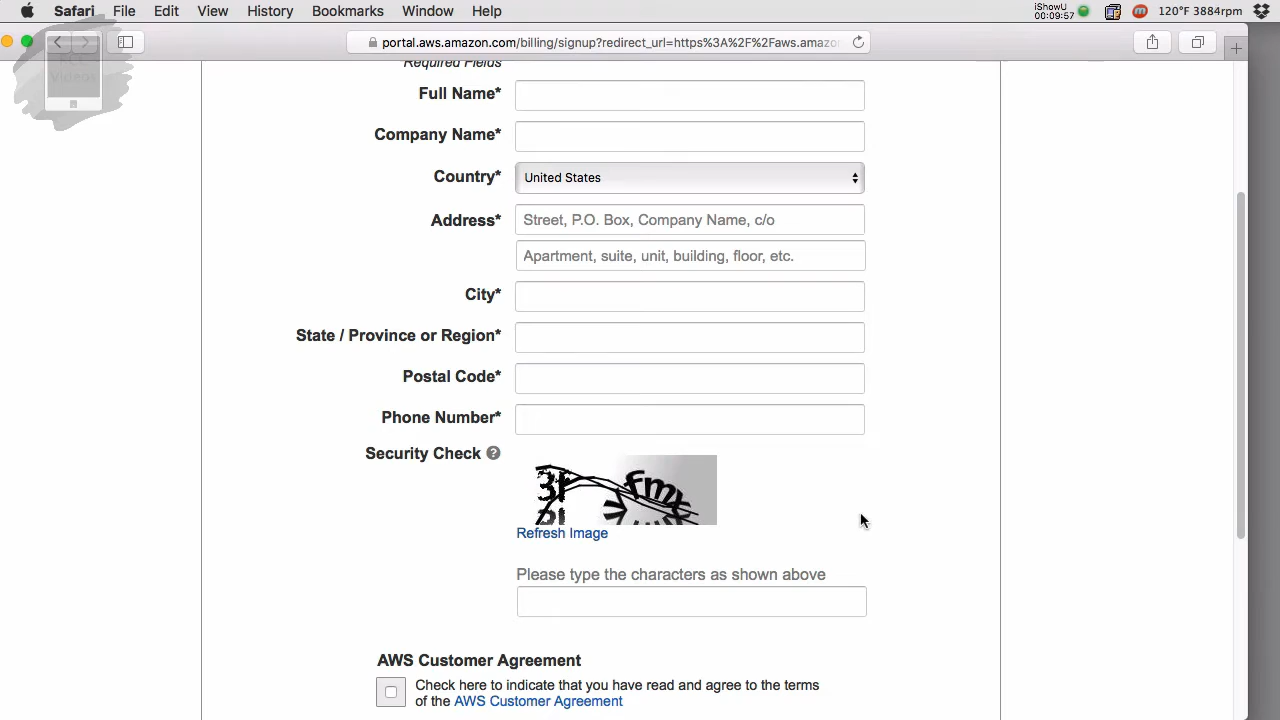 Safari File Edit View History Bookmarks Window Help
iShowU
00:09:57
120°F 3884rpm
portal.aws.amazon.com/billing/signup?redirect_url=https%3A%2F%2Faws.amazo
Required Fields
Full Name*
Company Name*
Country*
United States
Address*
Street, P.O. Box, Company Name, c/o
Apartment, suite, unit, building, floor, etc.
City*
State / Province or Region*
Postal Code*
Phone Number*
Security Check ?
Refresh Image
Please type the characters as shown above
AWS Customer Agreement
Check here to indicate that you have read and agree to the terms
of the AWS Customer Agreement